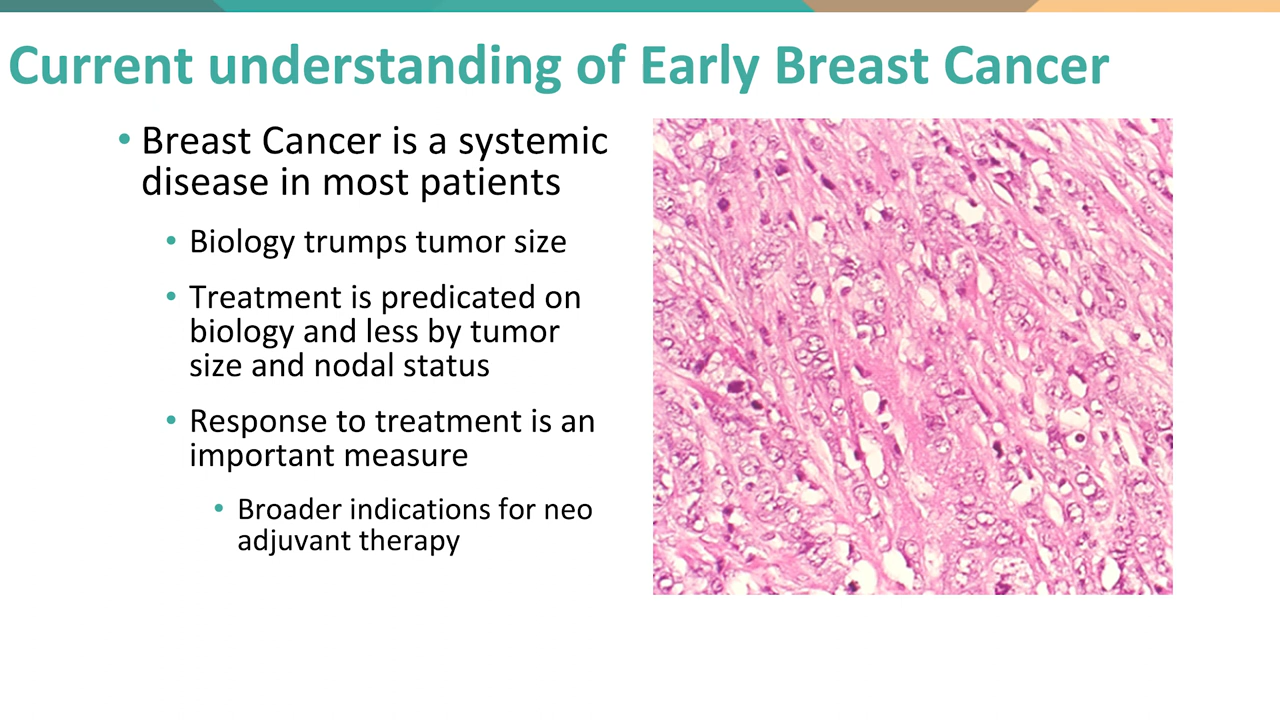 Current understanding of Early Breast Cancer
• Breast Cancer is a systemic
disease in most patients
• Biology trumps tumor size
• Treatment is predicated on
biology and less by tumor
size and nodal status
• Response to treatment is an
important measure
• Broader indications for neo
adjuvant therapy